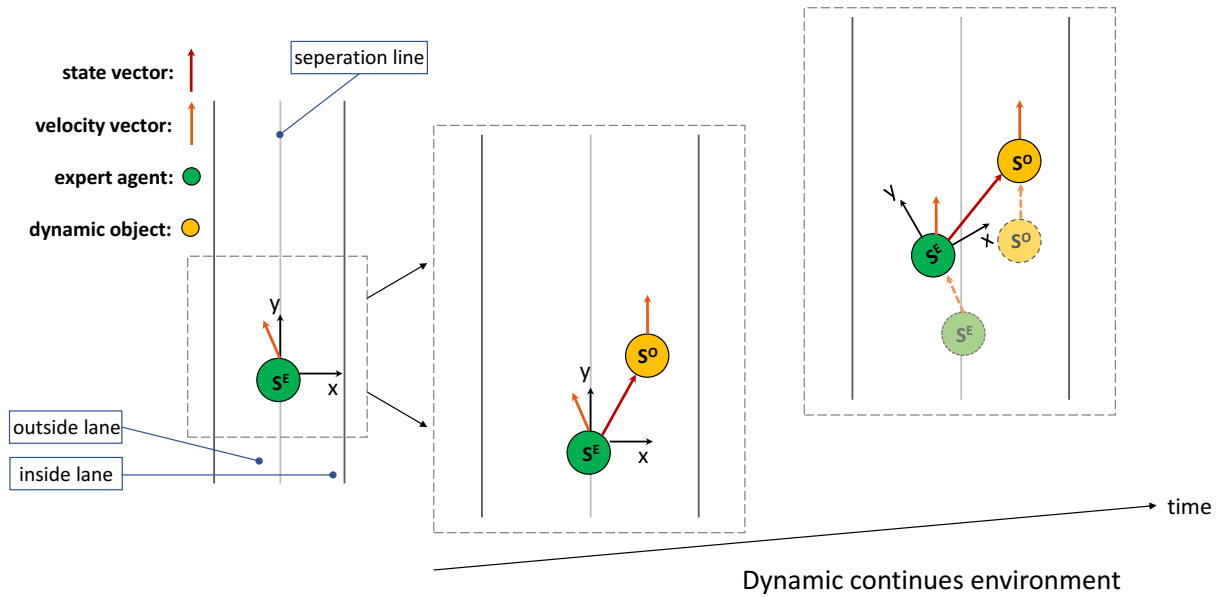 state vector:
velocity vector:
expert agent:
dynamic object:
seperation line
y
x
S^E
outside lane
inside lane
y
x
S^E
S^O
y
x
S^E
S^O
S^O
S^E
time
Dynamic continues environment